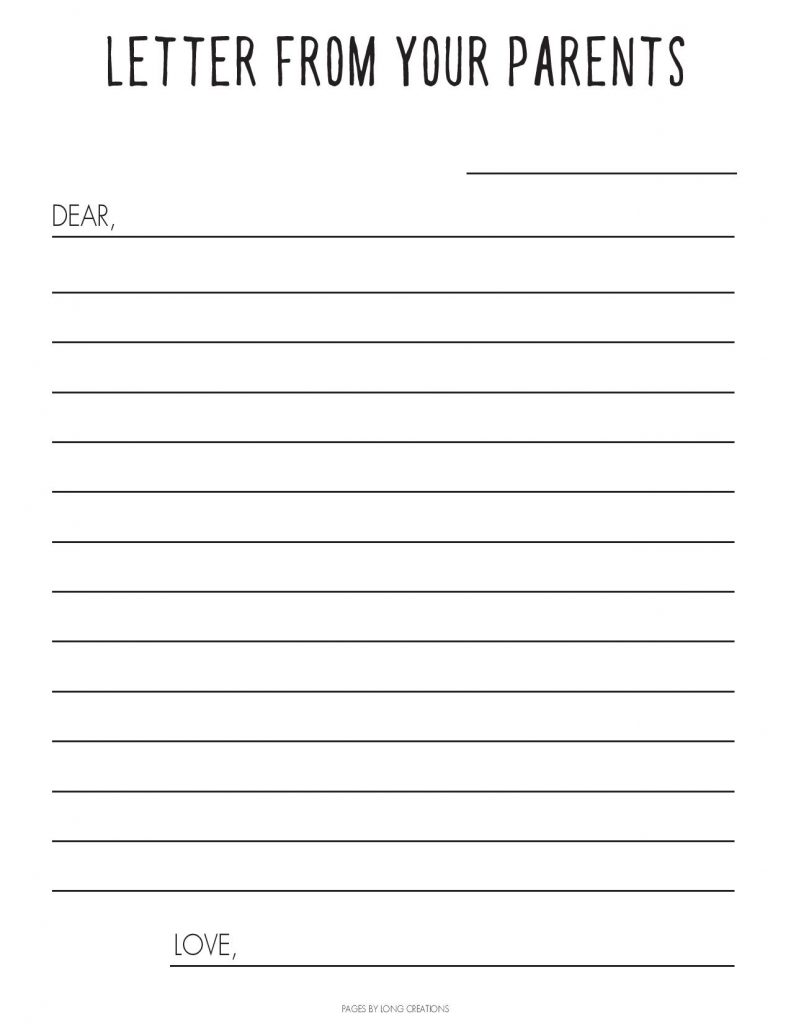 LETTER FROM YOUR PARENTS
DEAR,
LOVE,
PAGES BY LONG CREATIONS